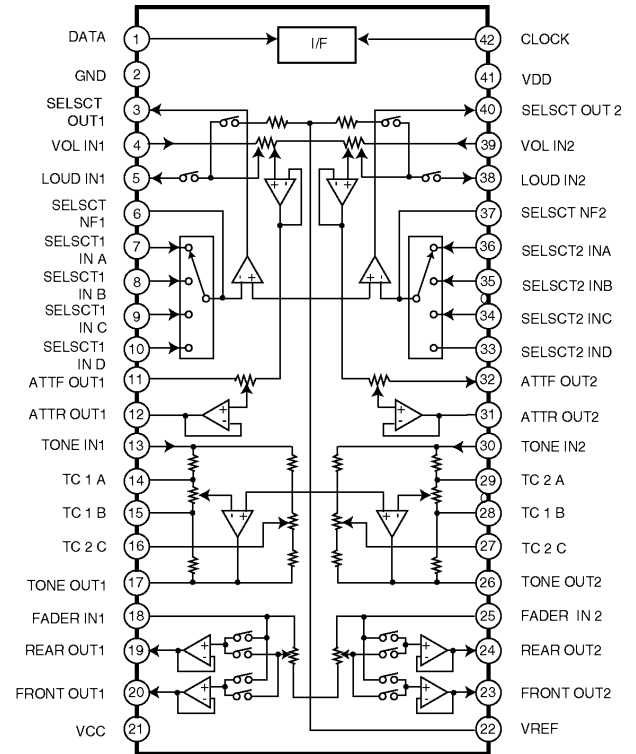 DATA 1 I/F 42 CLOCK
GND 2 41 VDD
SELSCT OUT1 3 40 SELSCT OUT 2
VOL IN1 4 39 VOL IN2
LOUD IN1 5 38 LOUD IN2
SELSCT NF1 6 37 SELSCT NF2
SELSCT1 IN A 7 36 SELSCT2 INA
SELSCT1 IN B 8 35 SELSCT2 INB
SELSCT1 IN C 9 34 SELSCT2 INC
SELSCT1 IN D 10 33 SELSCT2 IND
ATTF OUT1 11 32 ATTF OUT2
ATTR OUT1 12 31 ATTR OUT2
TONE IN1 13 30 TONE IN2
TC 1 A 14 29 TC 2 A
TC 1 B 15 28 TC 1 B
TC 2 C 16 27 TC 2 C
TONE OUT1 17 26 TONE OUT2
FADER IN1 18 25 FADER IN 2
REAR OUT1 19 24 REAR OUT2
FRONT OUT1 20 23 FRONT OUT2
VCC 21 22 VREF